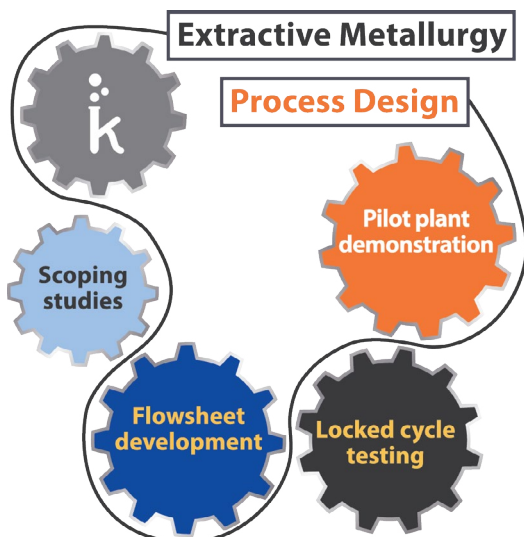 Extractive Metallurgy
Process Design
k
Scoping
studies
Pilot plant
demonstration
Flowsheet
development
Locked cycle
testing